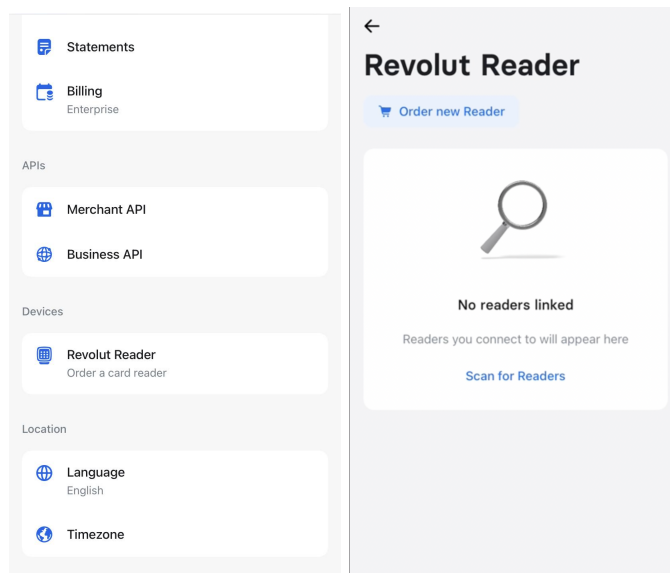 Statements
Billing
Enterprise
APIs
Merchant API
Business API
Devices
Revolut Reader
Order a card reader
Location
Language
English
Timezone
Revolut Reader
Order new Reader
No readers linked
Readers you connect to will appear here
Scan for Readers